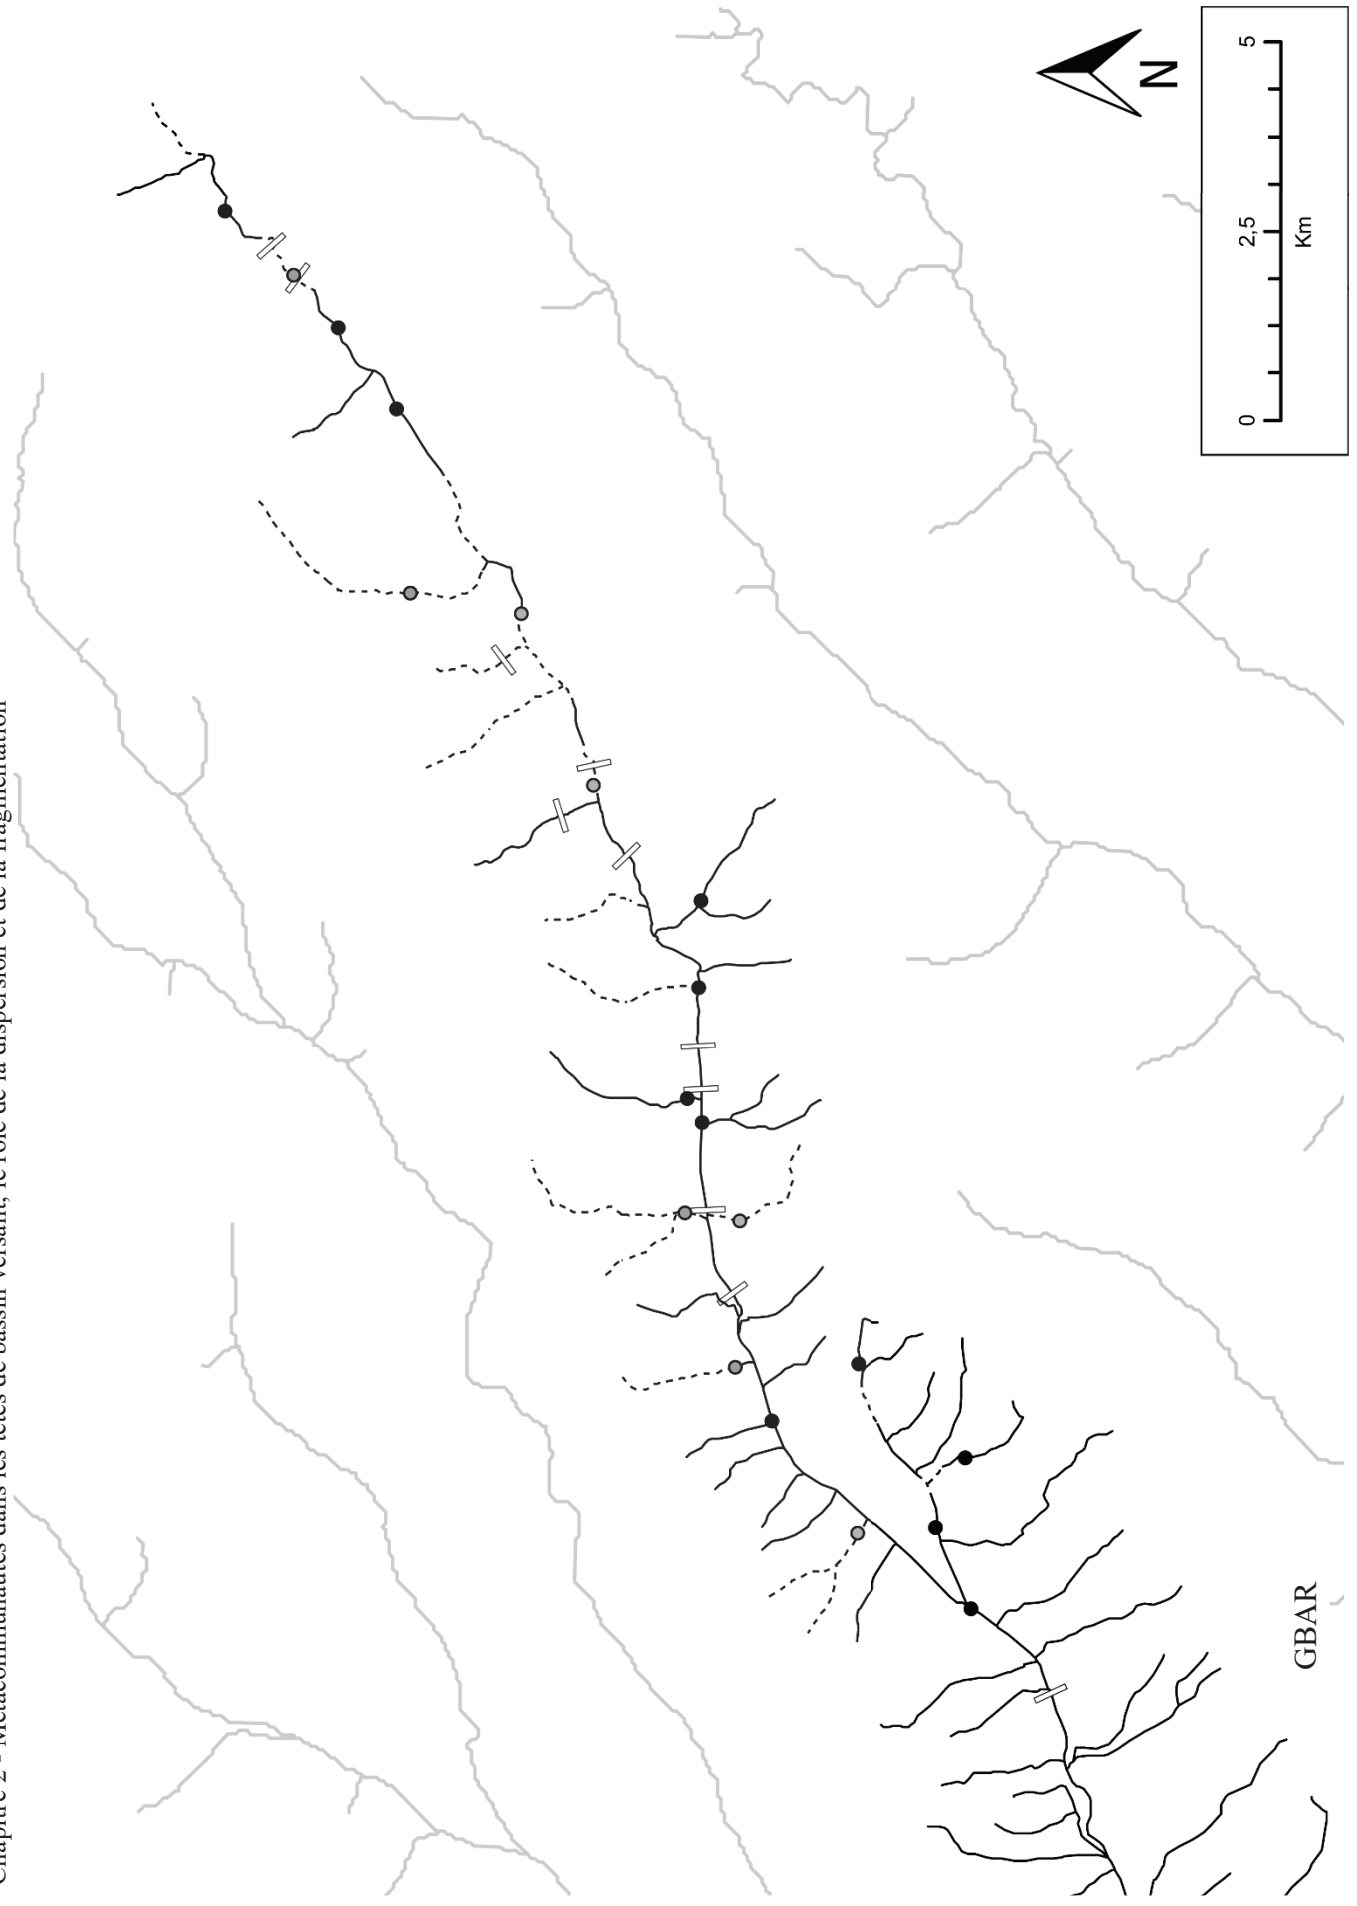 Chapitre 2 - Métacommunautés dans les têtes de bassin versant, le rôle de la dispersion et de la fragmentation
N
0
2,5
5
Km
GBAR